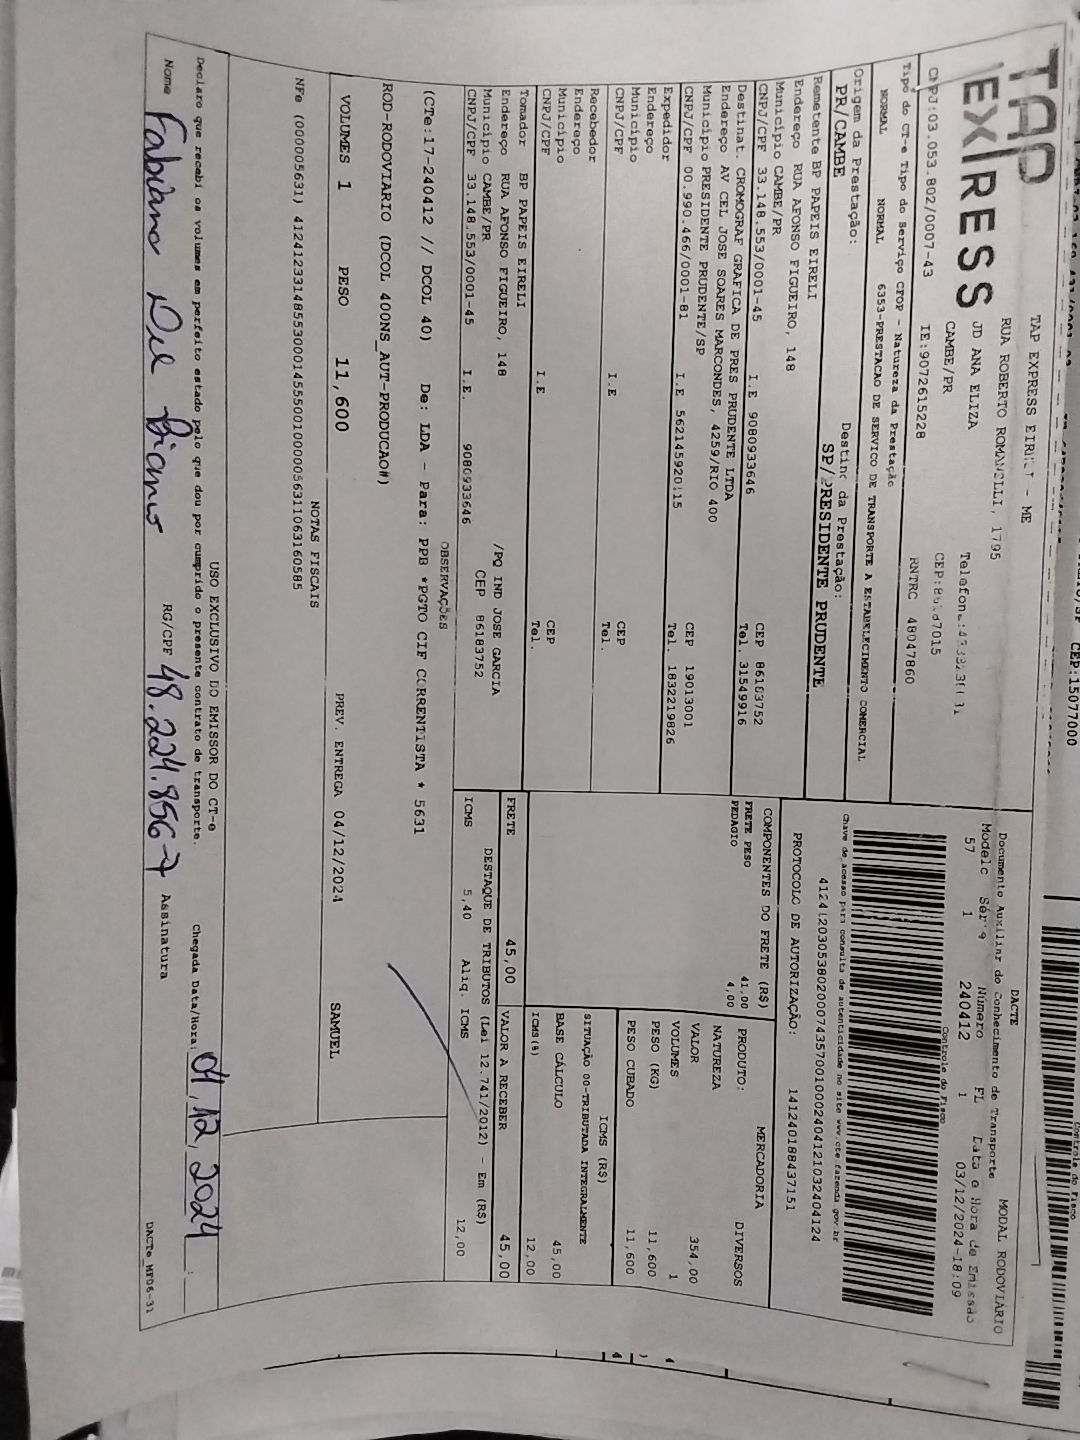 TAP
EXPRESS
TAP EXPRESS - ME
RUA ROBERTO ROMANELLI, 1795
JD ANA ELIZA
CAMBE/PR
CNPJ:03.053.802/0007-43 IE:9072615228
RNTRC 48047860
DACTE
MODAL RODOVIARIO
Documento Auxiliar do Conhecimento de Transporte
Modelo Série Número FL Data e Hora de Emissão
57 1 240412 1 03/12/2024-18:09
Controle do Fisco
Tipo do CT-e Tipo do Serviço CFOP - Natureza da Prestação
NORMAL NORMAL 6353-PRESTACAO DE SERVICO DE TRANSPORTE A ESTABELECIMENTO COMERCIAL
Chave de acesso para consulta de autenticidade no site www.cte fazenda gov.br
Origem da Prestação: Destino da Prestação:
PR/CAMBE SP/PRESIDENTE PRUDENTE
PROTOCOLO DE AUTORIZAÇÃO: 141240188437151
Remetente BP PAPEIS EIRELI
Endereço RUA AFONSO FIGUEIRO, 148
Município CAMBE/PR CEP 86183752
CNPJ/CPF 33.148.553/0001-45 I.E 9080933646 Tel. 31549916
Destinat. CROMOGRAF GRAFICA DE PRES PRUDENTE LTDA
Endereço AV CEL JOSE SOARES MARCONDES, 4259/RIO 400
Município PRESIDENTE PRUDENTE/SP CEP 19013001
CNPJ/CPF 00.990.466/0001-81 I.E 562145920115 Tel. 1832219826
Expedidor
Endereço
Município CEP
CNPJ/CPF I.E Tel.
Recebedor
Endereço
Município CEP
CNPJ/CPF I.E Tel.
Tomador BP PAPEIS EIRELI
Endereço RUA AFONSO FIGUEIRO, 148 /PQ IND JOSE GARCIA
Município CAMBE/PR CEP 86183752
CNPJ/CPF 33.148.553/0001-45 I.E. 9080933646
COMPONENTES DO FRETE (R$)
FRETE PESO 41,00
PEDAGIO 4,00
MERCADORIA
PRODUTO: DIVERSOS
NATUREZA
VALOR 354,00
VOLUMES 1
PESO (KG) 11,600
PESO CUBADO 11,600
ICMS (R$)
SITUAÇÃO 00-TRIBUTADA INTEGRALMENTE
BASE CÁLCULO 45,00
ICMS(%) 12,00
FRETE 45,00 VALOR A RECEBER 45,00
DESTAQUE DE TRIBUTOS (Lei 12.741/2012) - Em (R$)
ICMS 5,40 Aliq. ICMS 12,00
OBSERVAÇÕES
(CTe:17-240412 // DCOL 40) De: LDA - Para: PPB *PGTO CIF CORRENTISTA * 5631
ROD-RODOVIARIO (DCOL 400NS_AUT-PRODUCAO#)
VOLUMES 1 PESO 11,600 PREV. ENTREGA 04/12/2024 SAMUEL
NOTAS FISCAIS
NFe (000005631) 41241233148553000145550010000056311063160585
USO EXCLUSIVO DO EMISSOR DO CT-e
Declaro que recebi os volumes em perfeito estado pelo que dou por cumprido o presente contrato de transporte. Chegada Data/Hora: 04,12,2024 :
Nome Fabiano Del Biano RG/CPF 48.224.856-7 Assinatura DACTe_MF06-31
CEP:15077000
Controle do Fisco